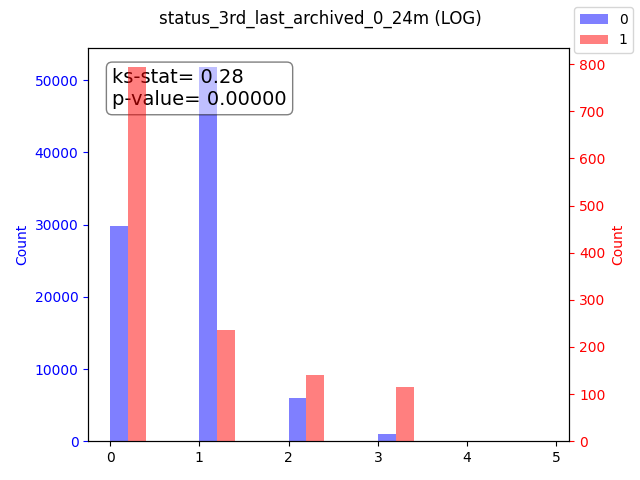 status_3rd_last_archived_0_24m (LOG)
0
1
ks-stat= 0.28
p-value= 0.00000
50000
40000
30000
20000
10000
0
Count
800
700
600
500
400
300
200
100
0
Count
0 1 2 3 4 5